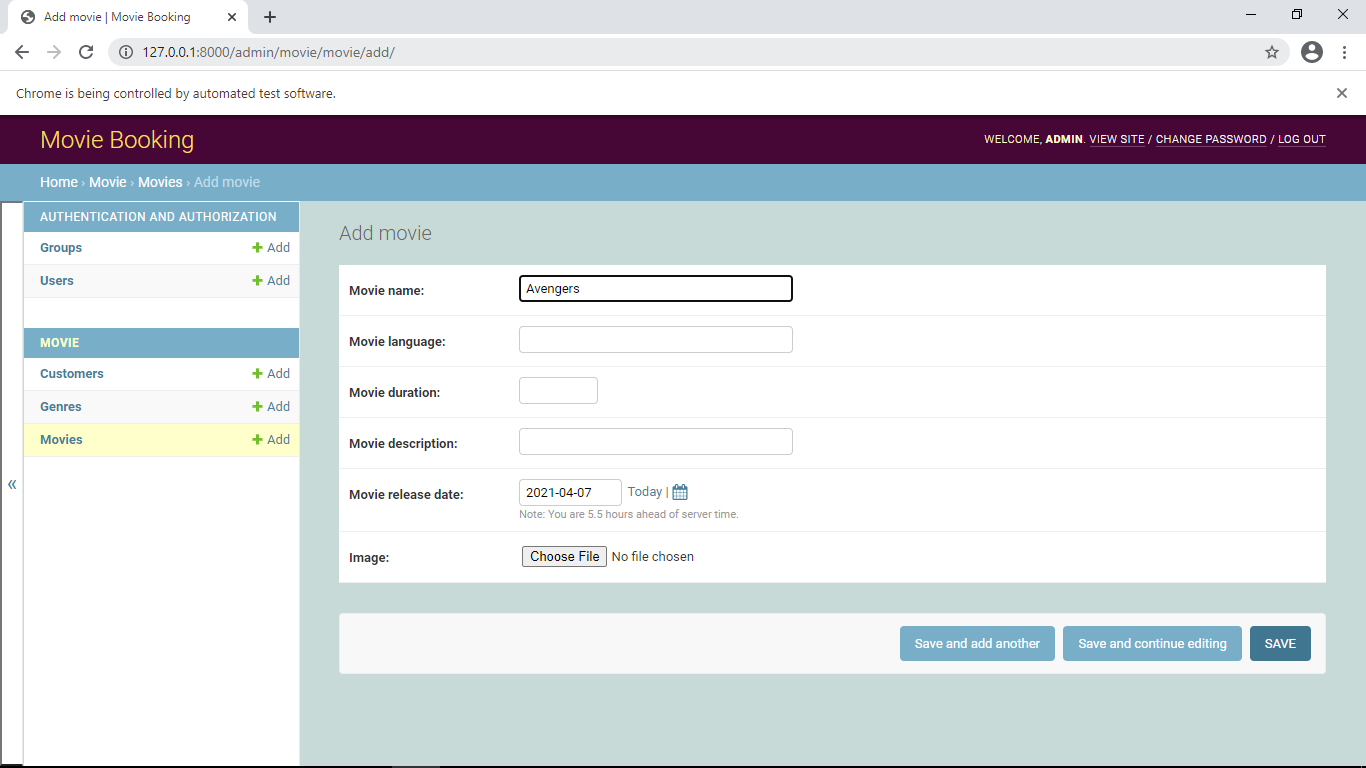 Add movie | Movie Booking
127.0.0.1:8000/admin/movie/movie/add/
Chrome is being controlled by automated test software.
Movie Booking
WELCOME, ADMIN. VIEW SITE / CHANGE PASSWORD / LOG OUT
Home › Movie › Movies › Add movie
AUTHENTICATION AND AUTHORIZATION
Groups + Add
Users + Add
MOVIE
Customers + Add
Genres + Add
Movies + Add
«
Add movie
Movie name: Avengers
Movie language:
Movie duration:
Movie description:
Movie release date: 2021-04-07 Today |
Note: You are 5.5 hours ahead of server time.
Image: Choose File No file chosen
Save and add another Save and continue editing SAVE